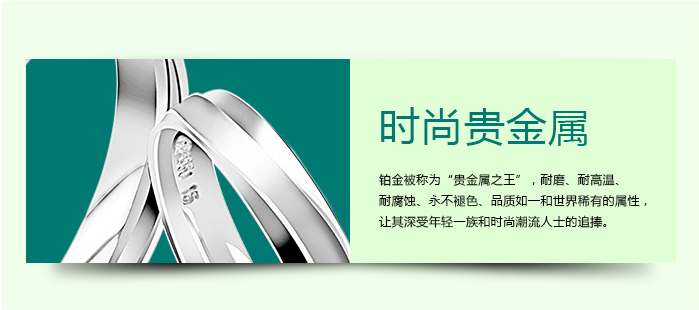 时尚贵金属
铂金被称为“贵金属之王”，耐磨、耐高温、
耐腐蚀、永不褪色、品质如一和世界稀有的属性，
让其深受年轻一族和时尚潮流人士的追捧。